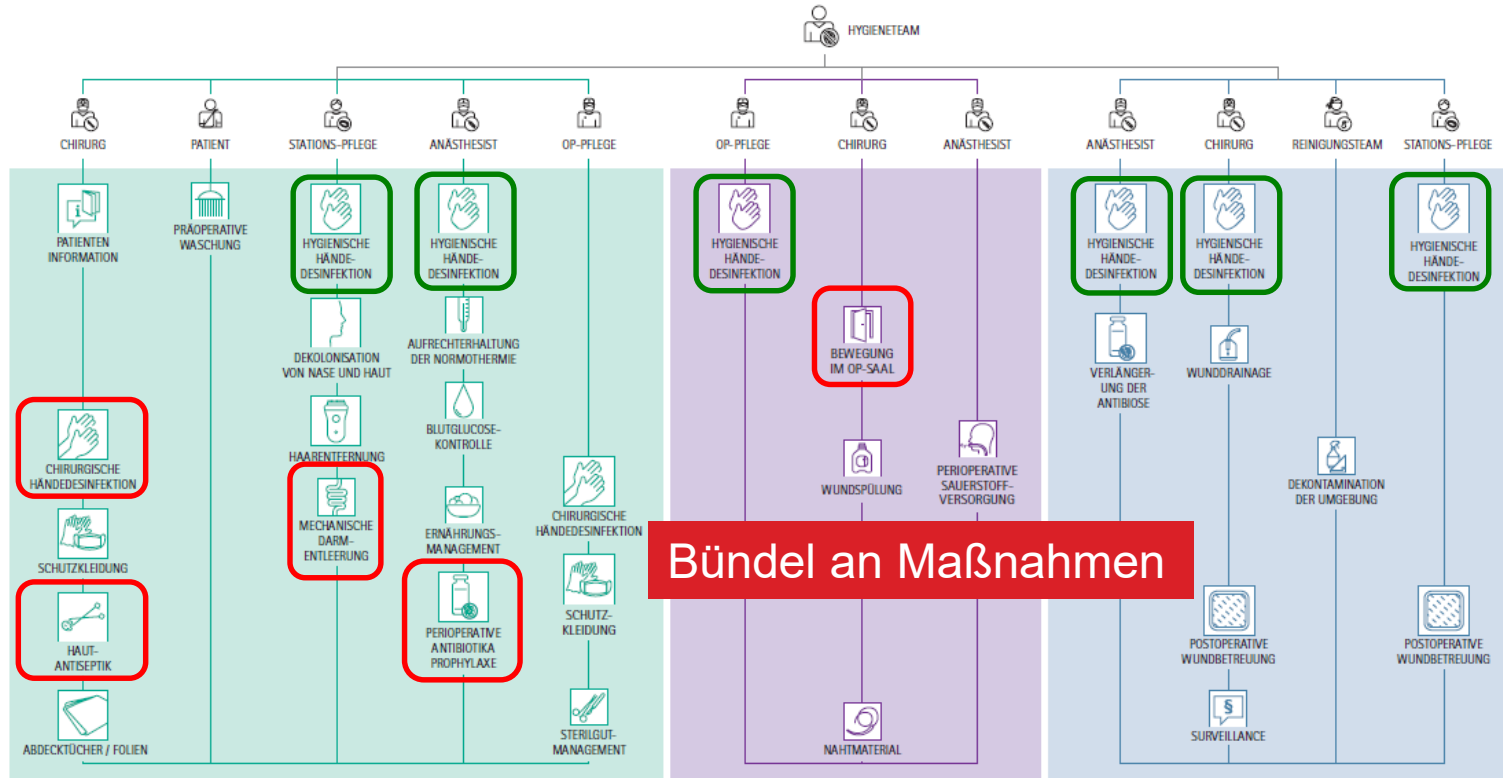 HYGIENETEAM
CHIRURG
PATIENT
STATIONS-PFLEGE
ANÄSTHESIST
OP-PFLEGE
OP-PFLEGE
CHIRURG
ANÄSTHESIST
ANÄSTHESIST
CHIRURG
REINIGUNGSTEAM
STATIONS-PFLEGE
PATIENTEN
INFORMATION
CHIRURGISCHE
HÄNDEDESINFEKTION
SCHUTZKLEIDUNG
HAUT-
ANTISEPTIK
ABDECKTÜCHER / FOLIEN
PRÄOPERATIVE
WASCHUNG
HYGIENISCHE
HÄNDE-
DESINFEKTION
DEKOLONISATION
VON NASE UND HAUT
HAARENTFERNUNG
MECHANISCHE
DARM-
ENTLEERUNG
HYGIENISCHE
HÄNDE-
DESINFEKTION
AUFRECHTERHALTUNG
DER NORMOTHERMIE
BLUTGLUCOSE-
KONTROLLE
ERNÄHRUNGS-
MANAGEMENT
PERIOPERATIVE
ANTIBIOTIKA
PROPHYLAXE
CHIRURGISCHE
HÄNDEDESINFEKTION
SCHUTZ-
KLEIDUNG
STERILGUT-
MANAGEMENT
HYGIENISCHE
HÄNDE-
DESINFEKTION
BEWEGUNG
IM OP-SAAL
WUNDSPÜLUNG
NAHTMATERIAL
PERIOPERATIVE
SAUERSTOFF-
VERSORGUNG
Bündel an Maßnahmen
HYGIENISCHE
HÄNDE-
DESINFEKTION
VERLÄNGER-
UNG DER
ANTIBIOSE
HYGIENISCHE
HÄNDE-
DESINFEKTION
WUNDDRAINAGE
POSTOPERATIVE
WUNDBETREUUNG
§
SURVEILLANCE
DEKONTAMINATION
DER UMGEBUNG
HYGIENISCHE
HÄNDE-
DESINFEKTION
POSTOPERATIVE
WUNDBETREUUNG